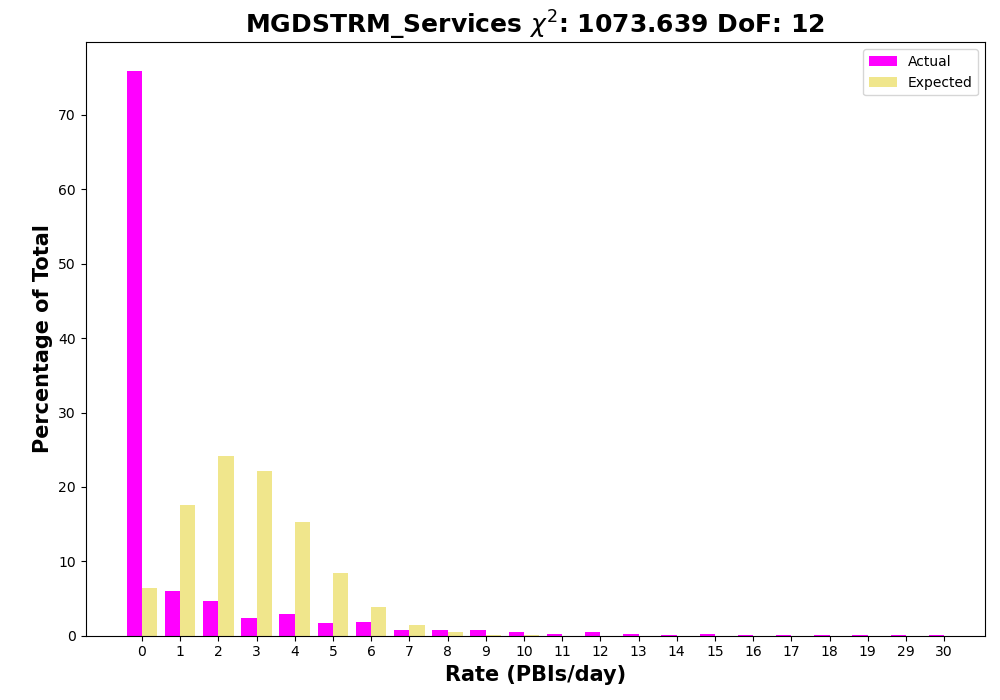 MGDSTRM_Services χ²: 1073.639 DoF: 12
Actual
Expected
Percentage of Total
70
60
50
40
30
20
10
0
0 1 2 3 4 5 6 7 8 9 10 11 12 13 14 15 16 17 18 19 29 30
Rate (PBIs/day)